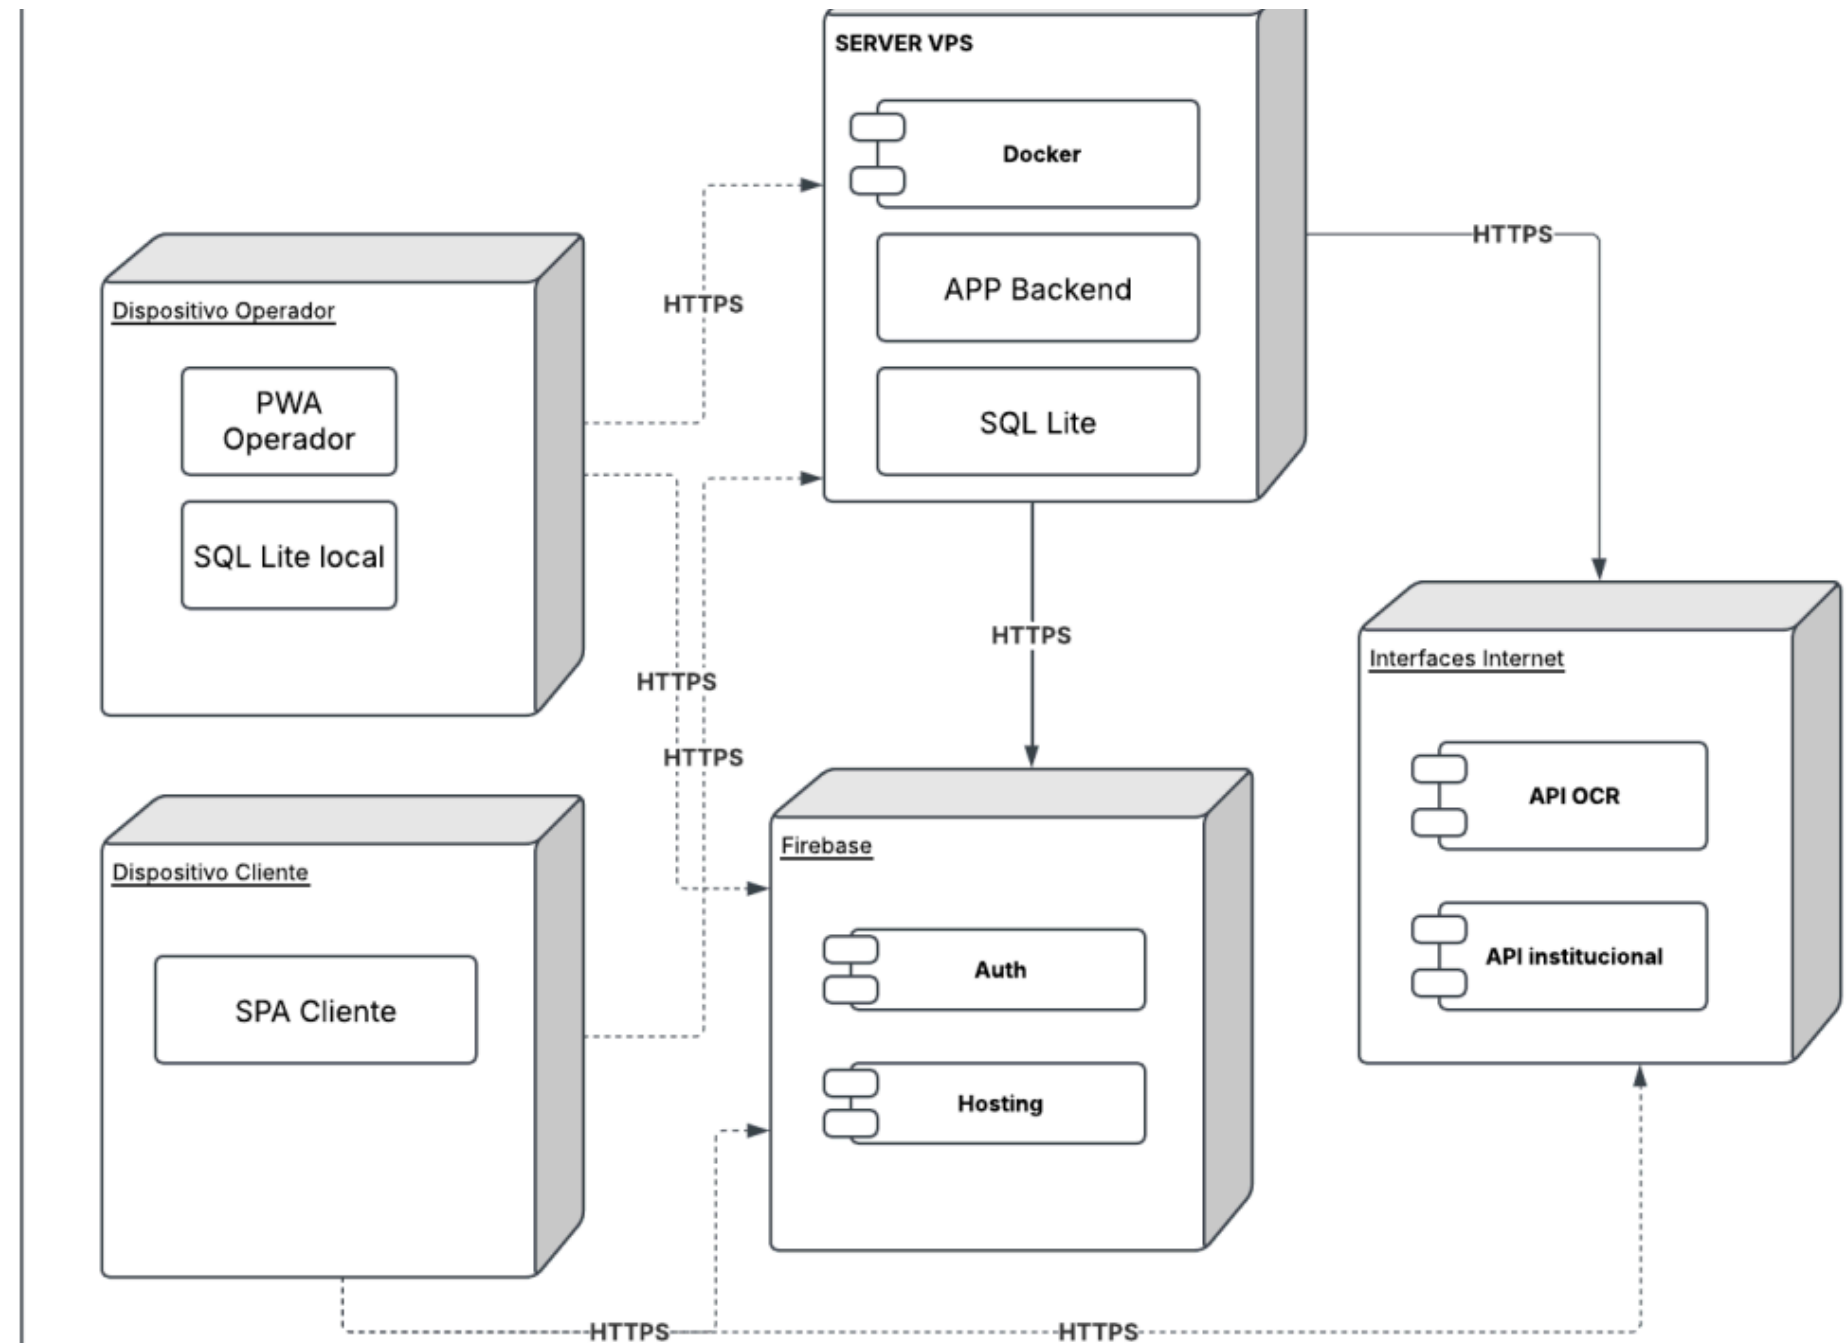 SERVER VPS
Docker
APP Backend
SQL Lite
HTTPS
HTTPS
Dispositivo Operador
PWA
Operador
SQL Lite local
HTTPS
HTTPS
HTTPS
Interfaces Internet
API OCR
API institucional
Firebase
Auth
Hosting
Dispositivo Cliente
SPA Cliente
HTTPS
HTTPS